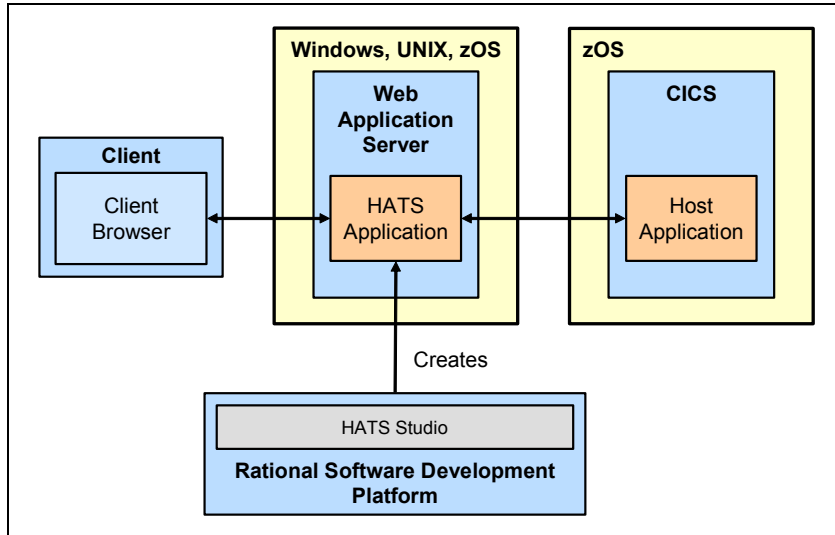 Windows, UNIX, zOS
zOS
Web
Application
Server
CICS
Client
Client
Browser
HATS
Application
Host
Application
Creates
HATS Studio
Rational Software Development
Platform